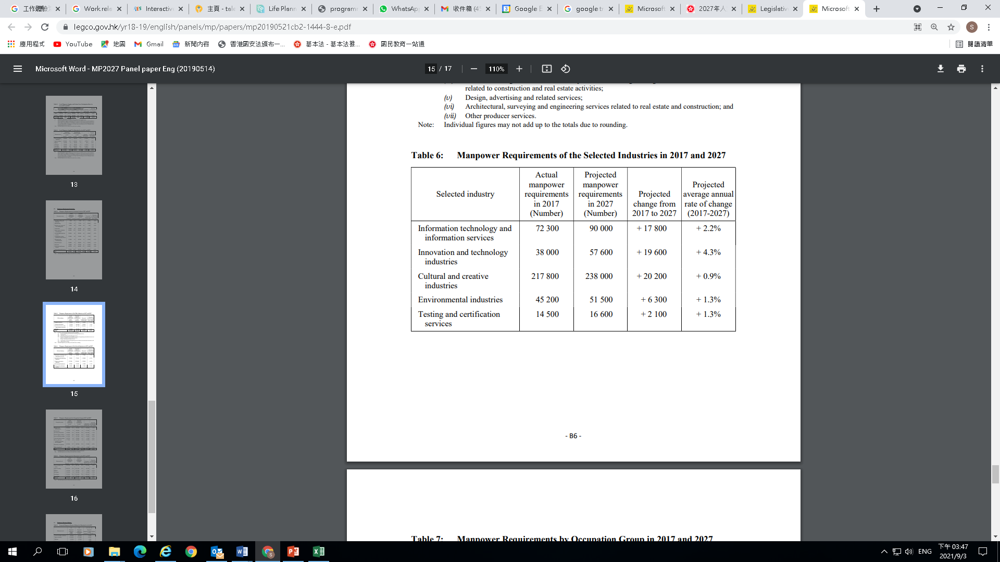 工作體驗
Work rela
Interactive
主頁 - tale
Life Plann
programr
WhatsAp
收件箱 (4
Google E
google tr
Microsoft
2027年人
Legislativ
Microsoft
legco.gov.hk/yr18-19/english/panels/mp/papers/mp20190521cb2-1444-8-e.pdf
S
應用程式 YouTube 地圖 Gmail 新聞內容 香港國安法頒布一... 基本法 - 基本法推... 國民教育一站通 閱讀清單
Microsoft Word - MP2027 Panel paper Eng (20190514)
15 / 17
110%
13
14
15
16
related to construction and real estate activities;
(v) Design, advertising and related services;
(vi) Architectural, surveying and engineering services related to real estate and construction; and
(vii) Other producer services.
Note: Individual figures may not add up to the totals due to rounding.
Table 6: Manpower Requirements of the Selected Industries in 2017 and 2027
Selected industry
Actual
manpower
requirements
in 2017
(Number)
Projected
manpower
requirements
in 2027
(Number)
Projected
change from
2017 to 2027
Projected
average annual
rate of change
(2017-2027)
Information technology and 72 300 90 000 + 17 800 + 2.2%
information services
Innovation and technology 38 000 57 600 + 19 600 + 4.3%
industries
Cultural and creative 217 800 238 000 + 20 200 + 0.9%
industries
Environmental industries 45 200 51 500 + 6 300 + 1.3%
Testing and certification 14 500 16 600 + 2 100 + 1.3%
services
- B6 -
Table 7: Manpower Requirements by Occupation Group in 2017 and 2027
ENG
下午 03:47
2021/9/3